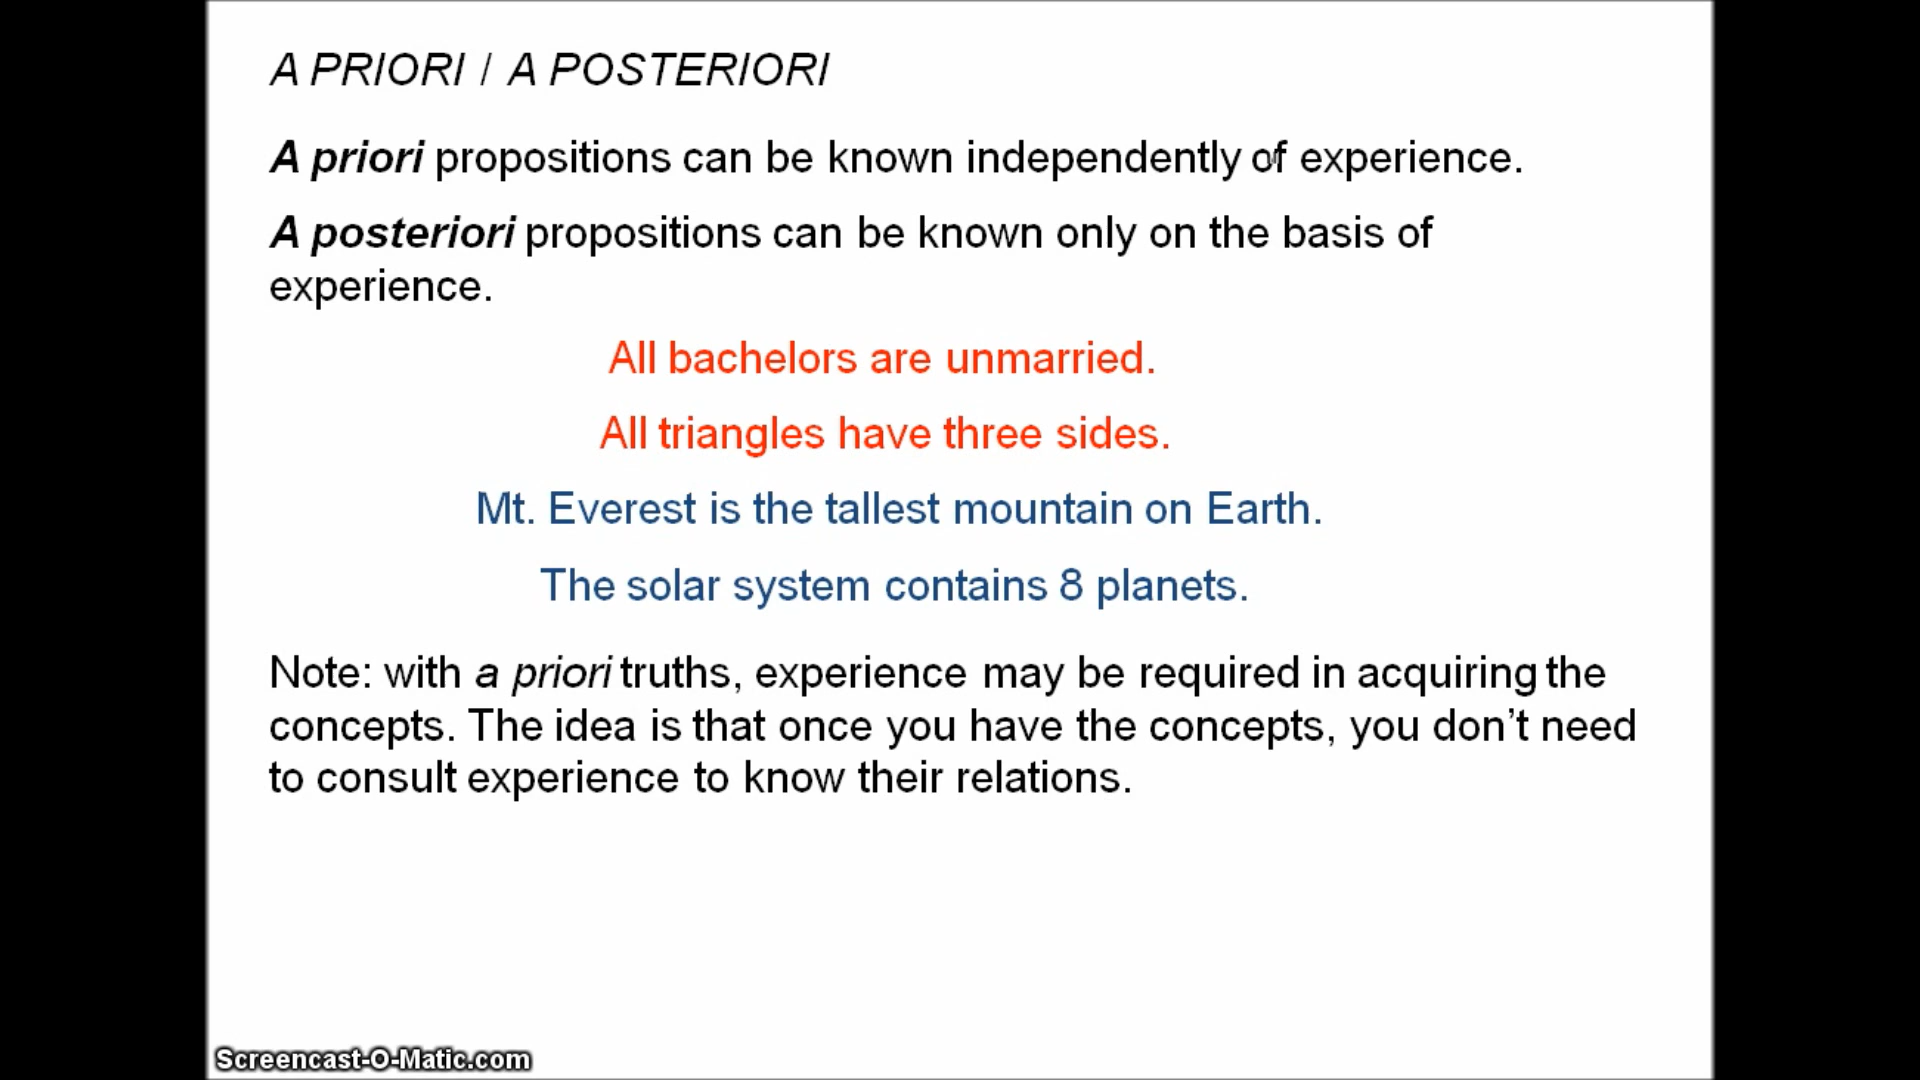 A PRIORI / A POSTERIORI
A priori propositions can be known independently of experience.
A posteriori propositions can be known only on the basis of
experience.
All bachelors are unmarried.
All triangles have three sides.
Mt. Everest is the tallest mountain on Earth.
The solar system contains 8 planets.
Note: with a priori truths, experience may be required in acquiring the
concepts. The idea is that once you have the concepts, you don’t need
to consult experience to know their relations.
Screencast-O-Matic.com